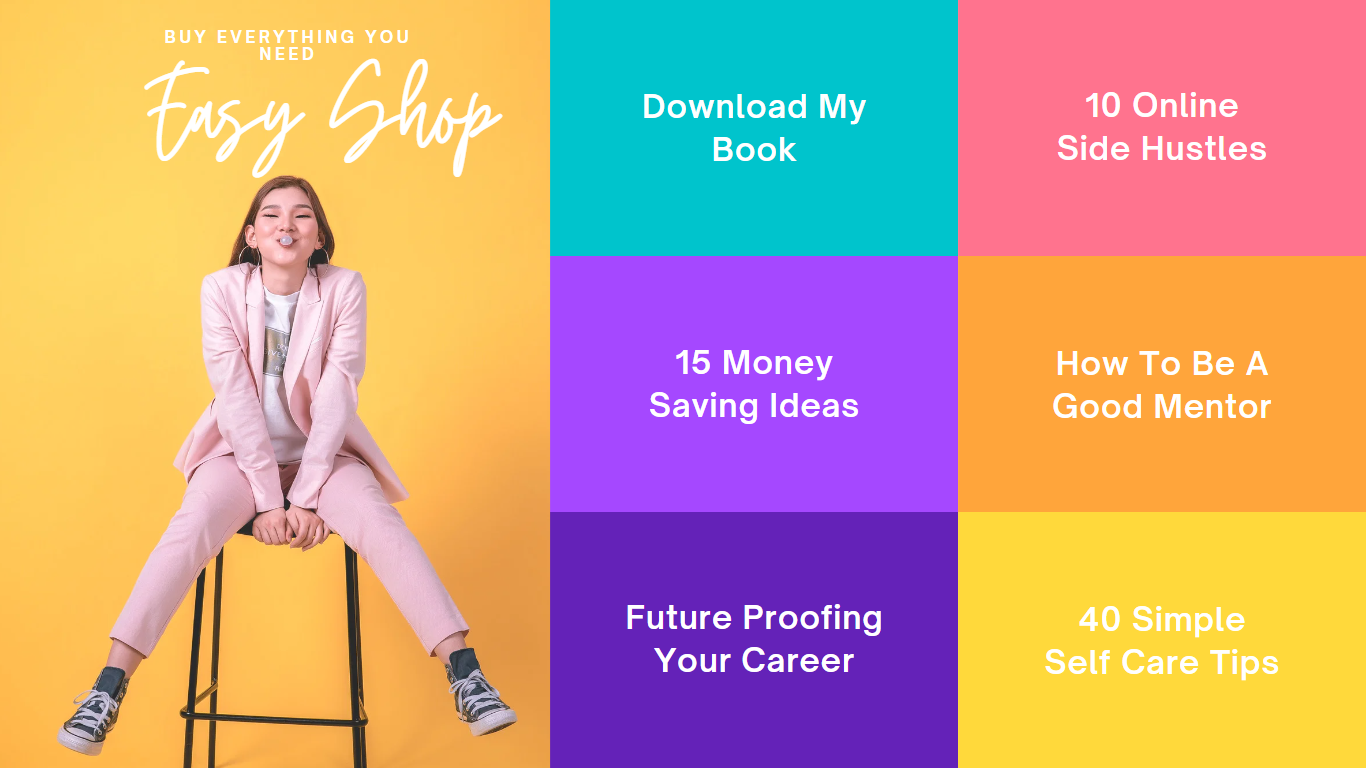 BUY EVERYTHING YOU
NEED
Easy Shop
Download My
Book
10 Online
Side Hustles
15 Money
Saving Ideas
How To Be A
Good Mentor
Future Proofing
Your Career
40 Simple
Self Care Tips